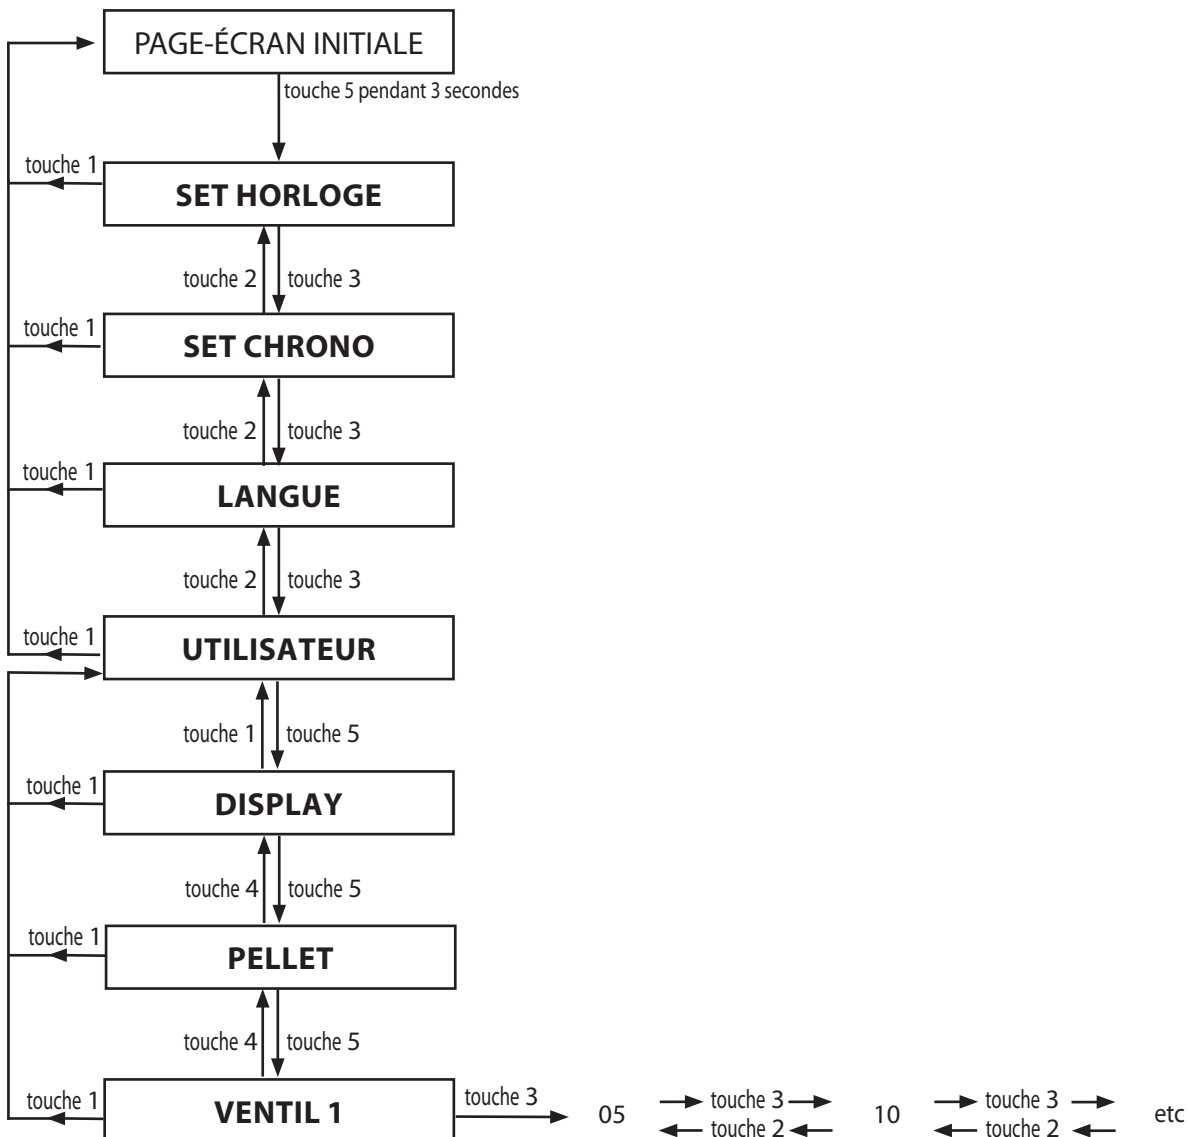 PAGE-ÉCRAN INITIALE
touche 5 pendant 3 secondes
touche 1
SET HORLOGE
touche 2 touche 3
touche 1
SET CHRONO
touche 2 touche 3
touche 1
LANGUE
touche 2 touche 3
touche 1
UTILISATEUR
touche 1 touche 5
touche 1
DISPLAY
touche 4 touche 5
touche 1
PELLET
touche 4 touche 5
touche 1
VENTIL 1
touche 3
05
touche 3
touche 2
10
touche 3
touche 2
etc